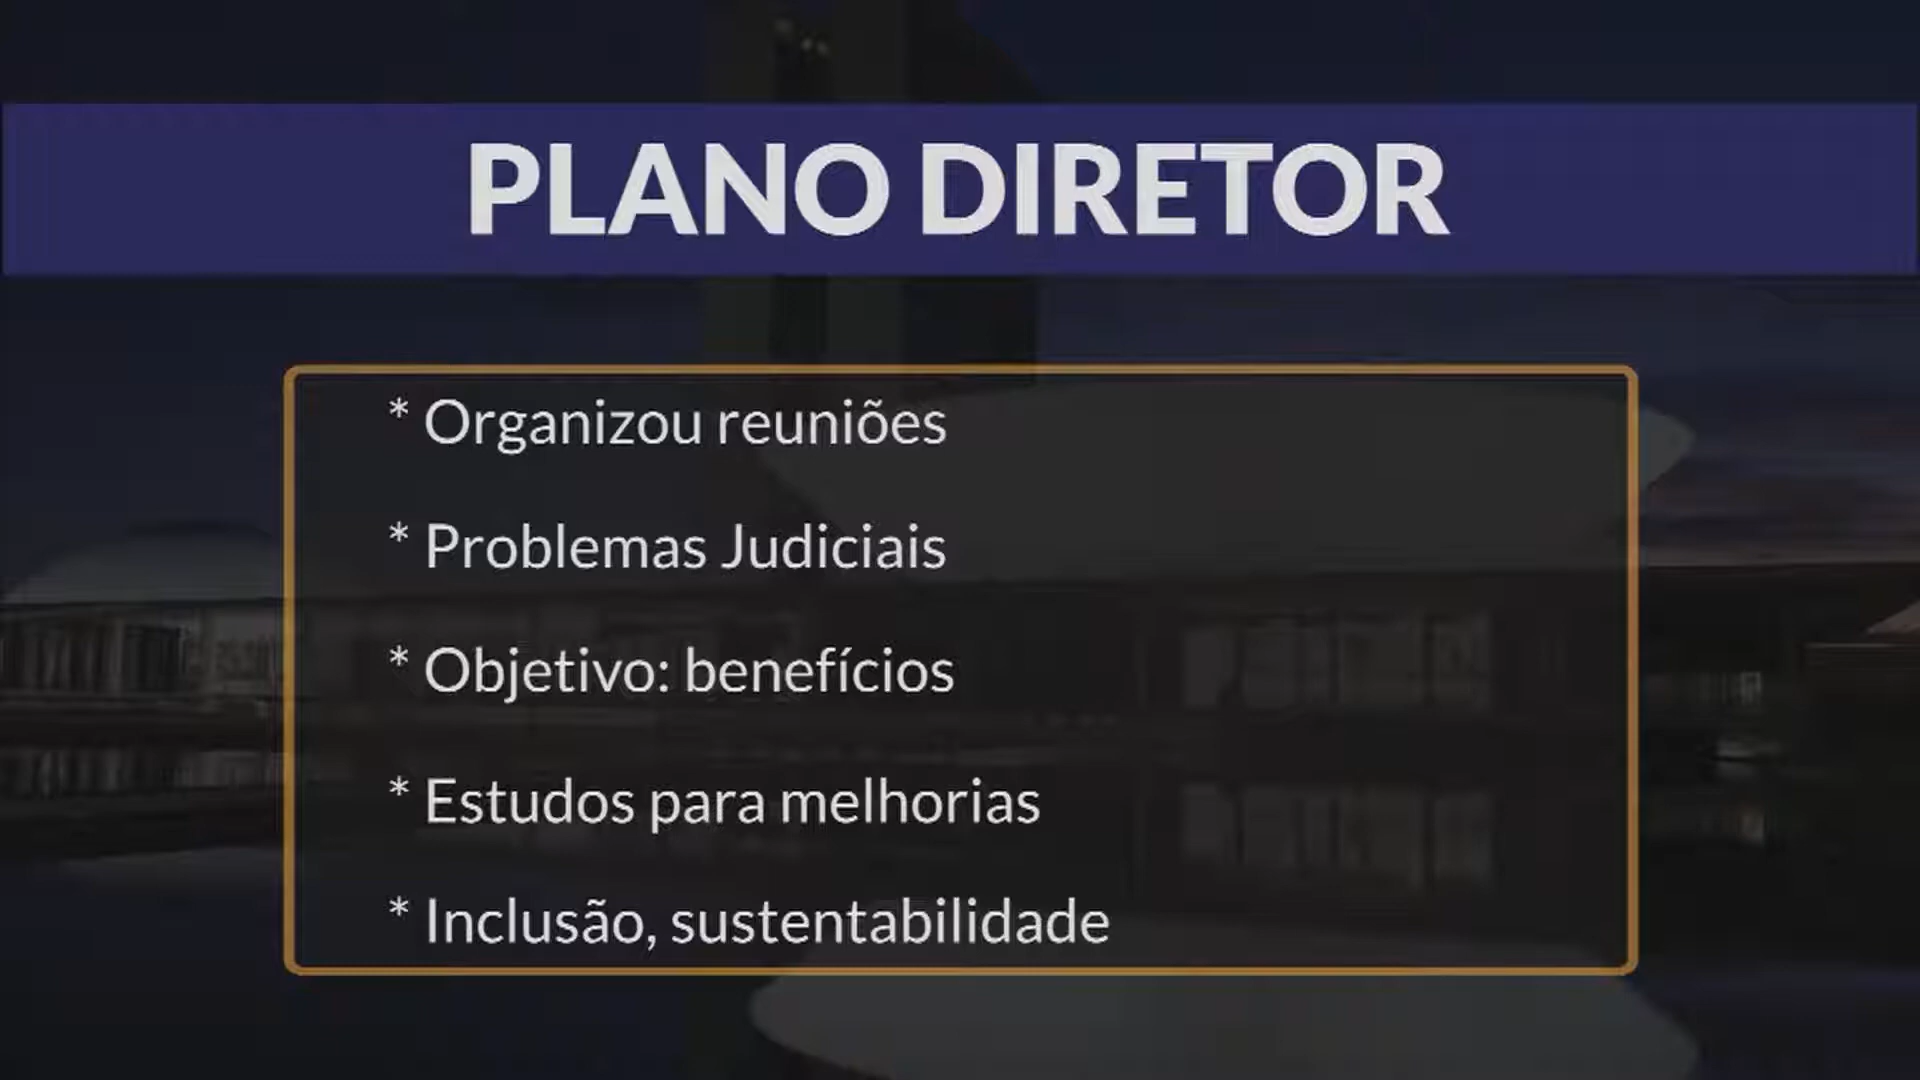 PLANO DIRETOR
* Organizou reuniões
* Problemas Judiciais
* Objetivo: benefícios
* Estudos para melhorias
* Inclusão, sustentabilidade